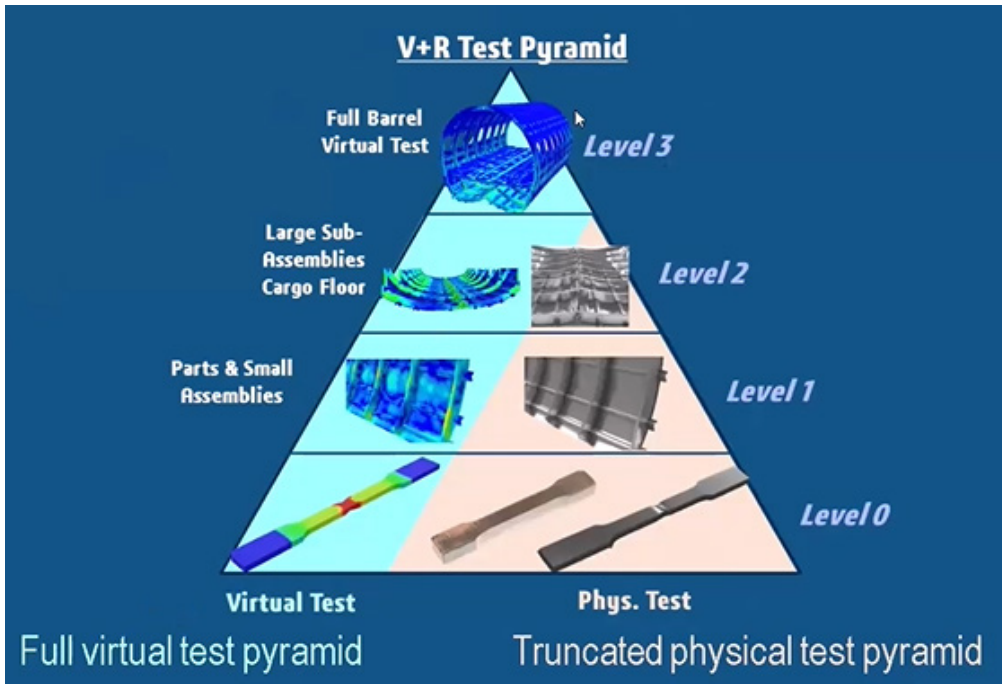 V+R Test Pyramid
Full Barrel
Virtual Test
Level 3
Large Sub-
Assemblies
Cargo Floor
Level 2
Parts & Small
Assemblies
Level 1
Level 0
Virtual Test
Phys. Test
Full virtual test pyramid
Truncated physical test pyramid